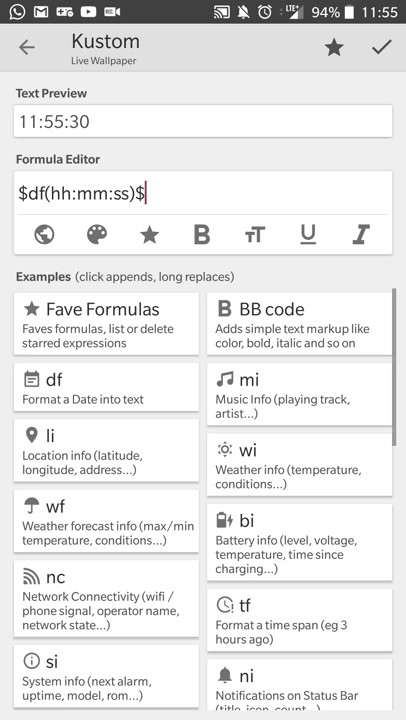 94% 11:55
Kustom
Live Wallpaper
Text Preview
11:55:30
Formula Editor
$df(hh:mm:ss)$
B TT U I
Examples (click appends, long replaces)
Fave Formulas
Faves formulas, list or delete
starred expressions
B BB code
Adds simple text markup like
color, bold, italic and so on
df
Format a Date into text
mi
Music Info (playing track,
artist...)
li
Location info (latitude,
longitude, address...)
wi
Weather info (temperature,
conditions...)
wf
Weather forecast info (max/min
temperature, conditions...)
bi
Battery info (level, voltage,
temperature, time since
charging...)
nc
Network Connectivity (wifi /
phone signal, operator name,
network state...)
tf
Format a time span (eg 3
hours ago)
si
System info (next alarm,
uptime, model, rom...)
ni
Notifications on Status Bar
(title, icon, count...)